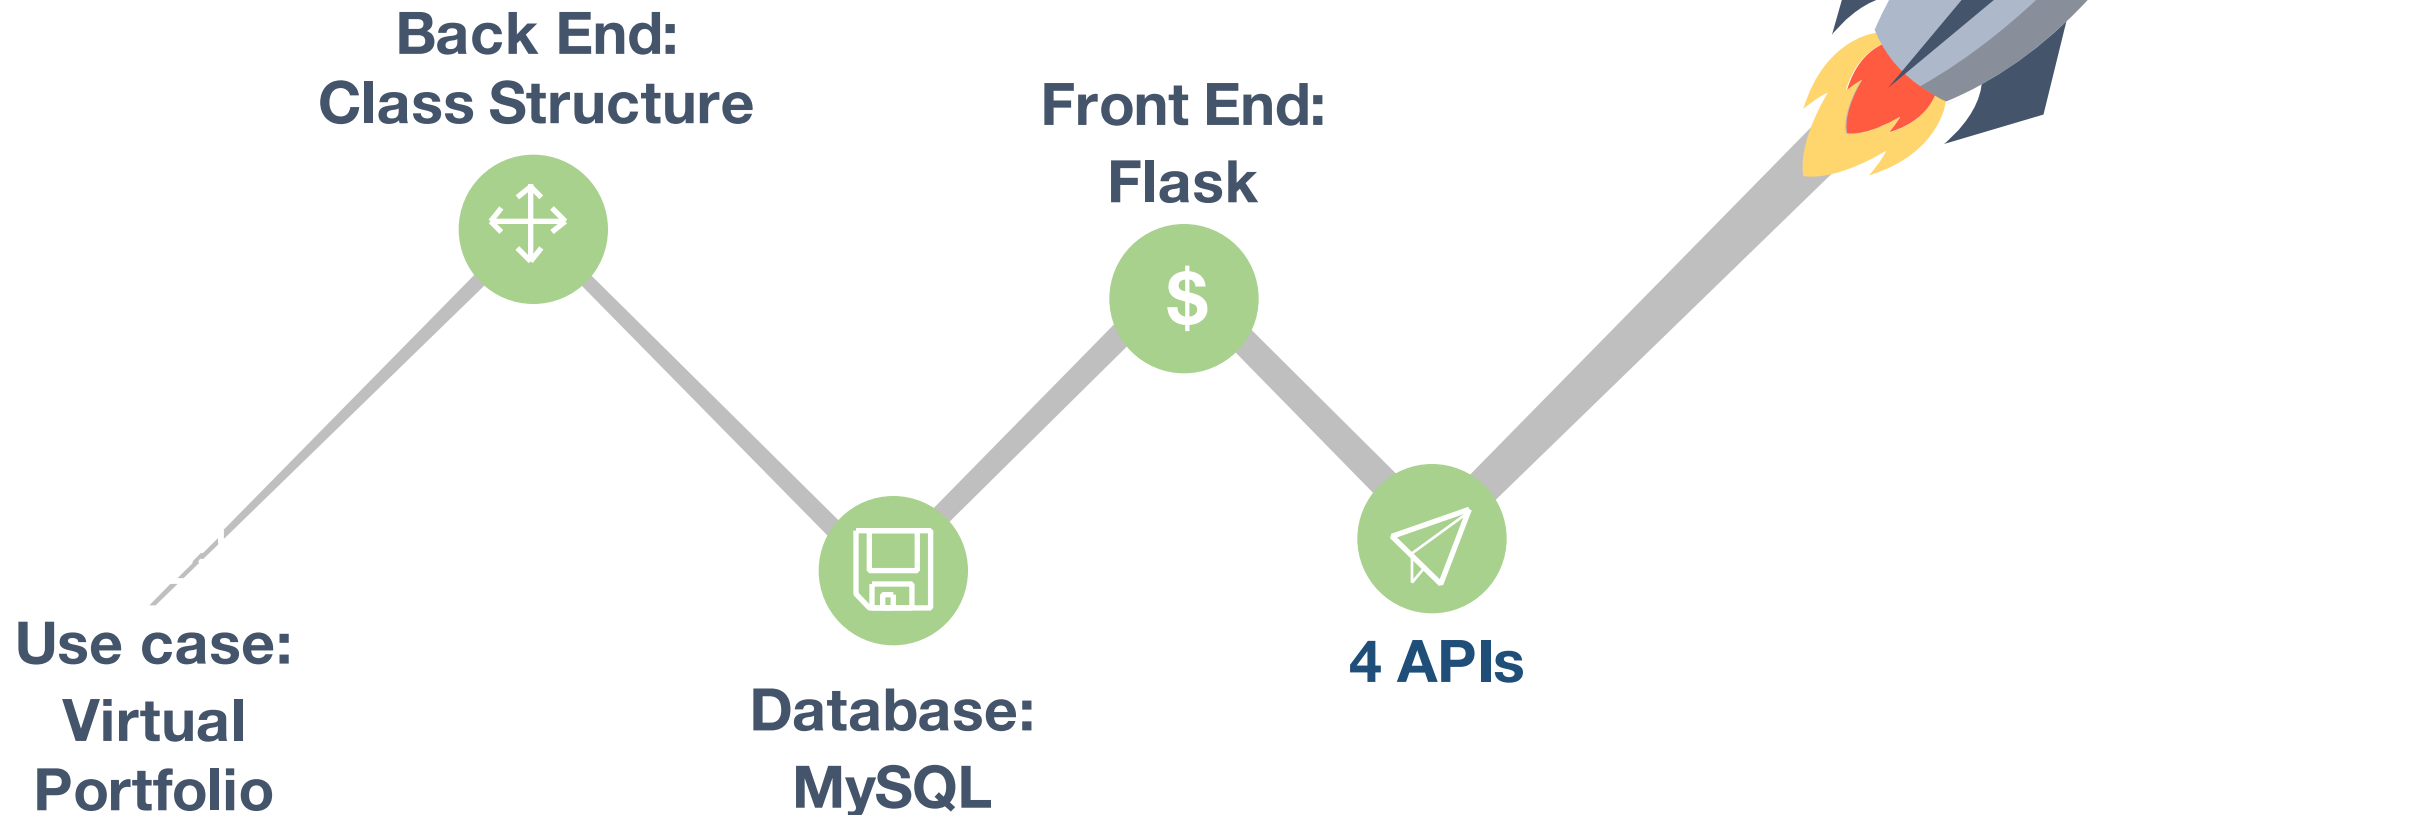 Back End:
Class Structure
Front End:
Flask
$
Use case:
Virtual
Portfolio
Database:
MySQL
4 APIs